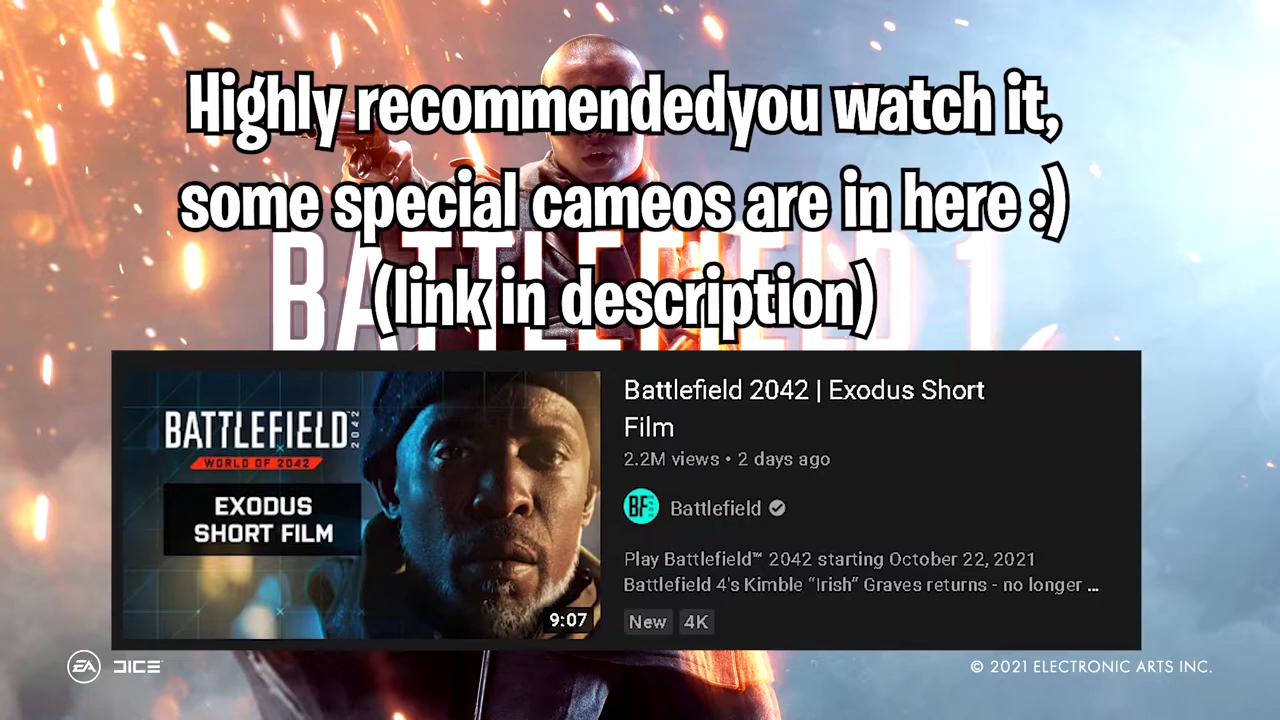 Highly recommendedyou watch it,
some special cameos are in here :)
BATTLEFIELD 1
(link in description)
BATTLEFIELD 2042
WORLD OF 2042
EXODUS
SHORT FILM
9:07
Battlefield 2042 | Exodus Short
Film
2.2M views • 2 days ago
BF
Battlefield
Play Battlefield™ 2042 starting October 22, 2021
Battlefield 4's Kimble “Irish” Graves returns - no longer ...
New 4K
EA DICE
© 2021 ELECTRONIC ARTS INC.